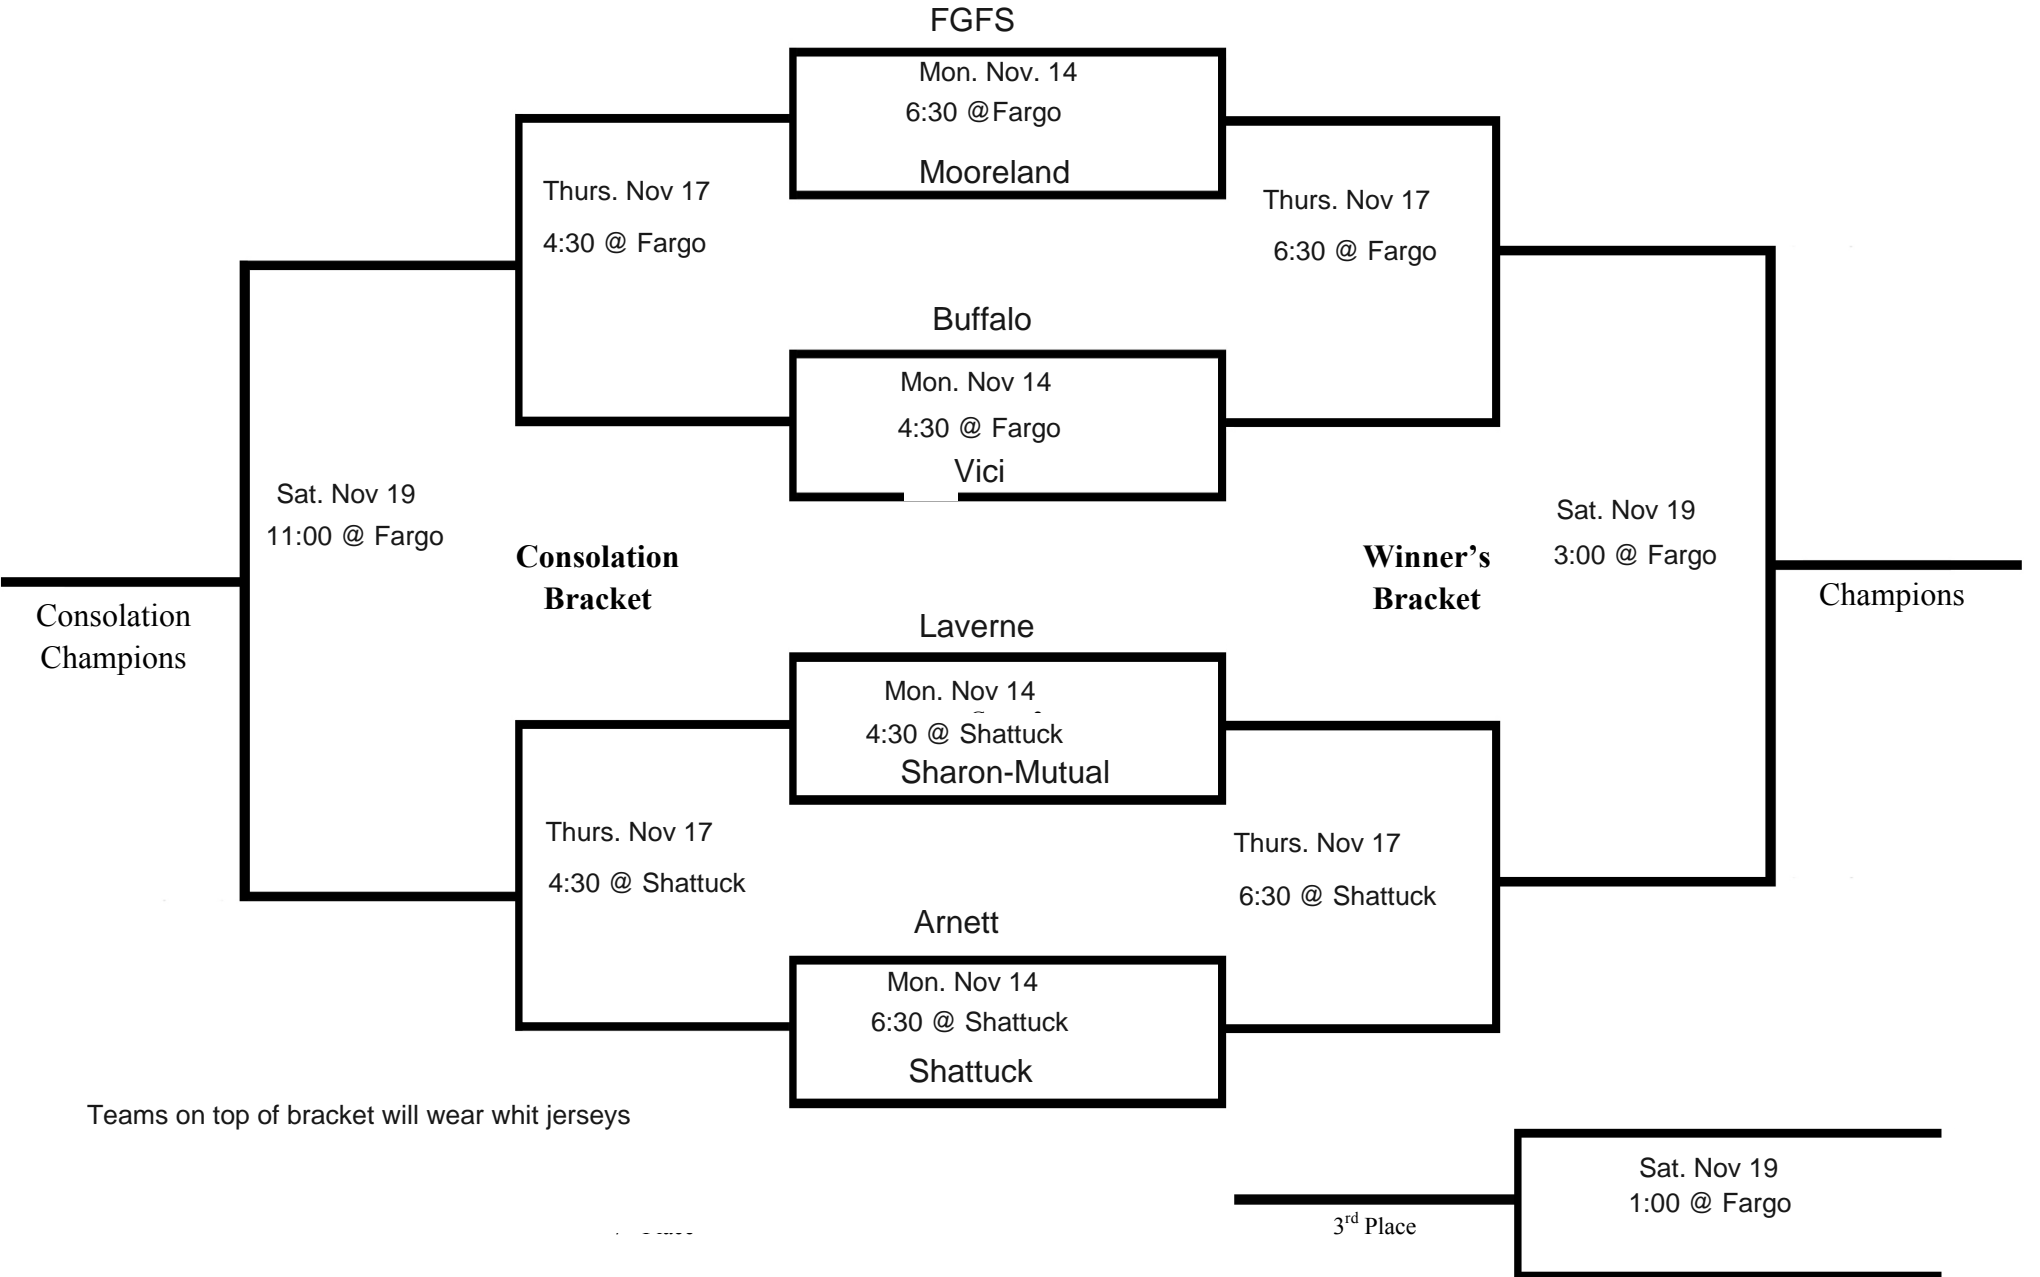 FGFS
Mon. Nov. 14
6:30 @Fargo
Mooreland
Thurs. Nov 17
4:30 @ Fargo
Thurs. Nov 17
6:30 @ Fargo
Buffalo
Mon. Nov 14
4:30 @ Fargo
Vici
Sat. Nov 19
11:00 @ Fargo
Consolation
Bracket
Winner’s
Bracket
Sat. Nov 19
3:00 @ Fargo
Consolation
Champions
Champions
Laverne
Mon. Nov 14
4:30 @ Shattuck
Sharon-Mutual
Thurs. Nov 17
4:30 @ Shattuck
Thurs. Nov 17
6:30 @ Shattuck
Arnett
Mon. Nov 14
6:30 @ Shattuck
Shattuck
Teams on top of bracket will wear whit jerseys
Sat. Nov 19
1:00 @ Fargo
3rd Place